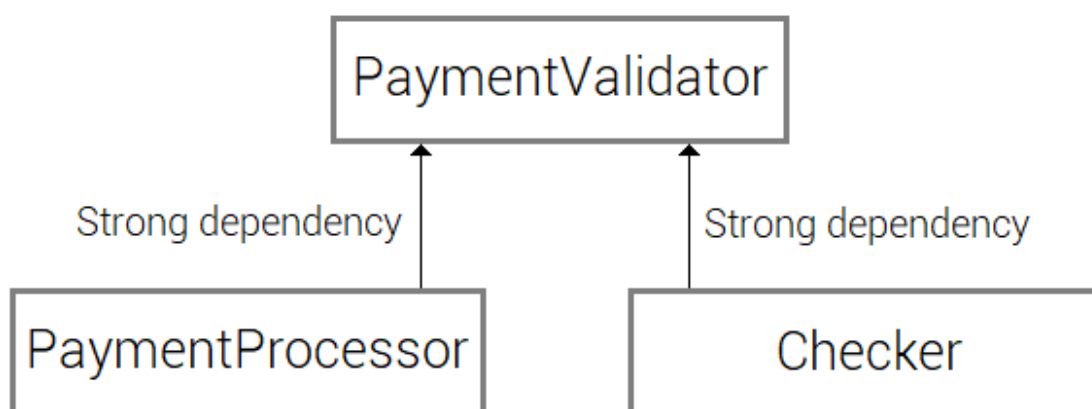 PaymentValidator
Strong dependency
Strong dependency
PaymentProcessor
Checker